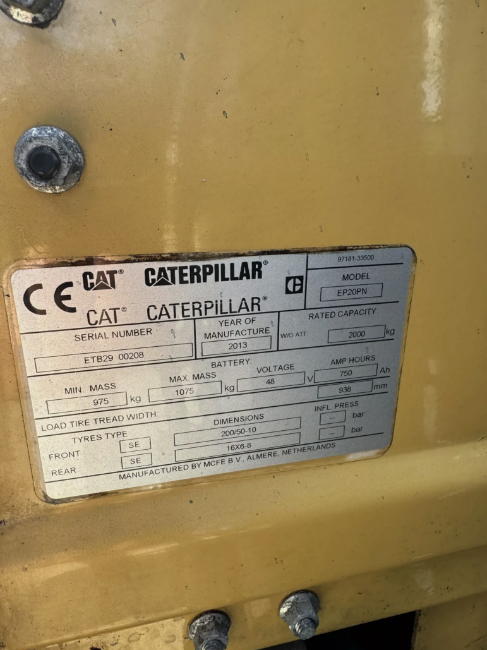 97181-33500
CE CAT® CATERPILLAR®
CAT® CATERPILLAR®
MODEL
EP20PN
SERIAL NUMBER
ETB29 00208
YEAR OF
MANUFACTURE
2013
RATED CAPACITY
W/O ATT. 2000 kg
BATTERY
MIN. MASS MAX. MASS VOLTAGE AMP HOURS
975 kg 1075 kg 48 V 750 Ah
LOAD TIRE TREAD WIDTH 938 mm
TYRES TYPE DIMENSIONS INFL. PRESS
FRONT SE 200/50-10 – bar
REAR SE 16X6-8 – bar
MANUFACTURED BY MCFE B.V., ALMERE, NETHERLANDS